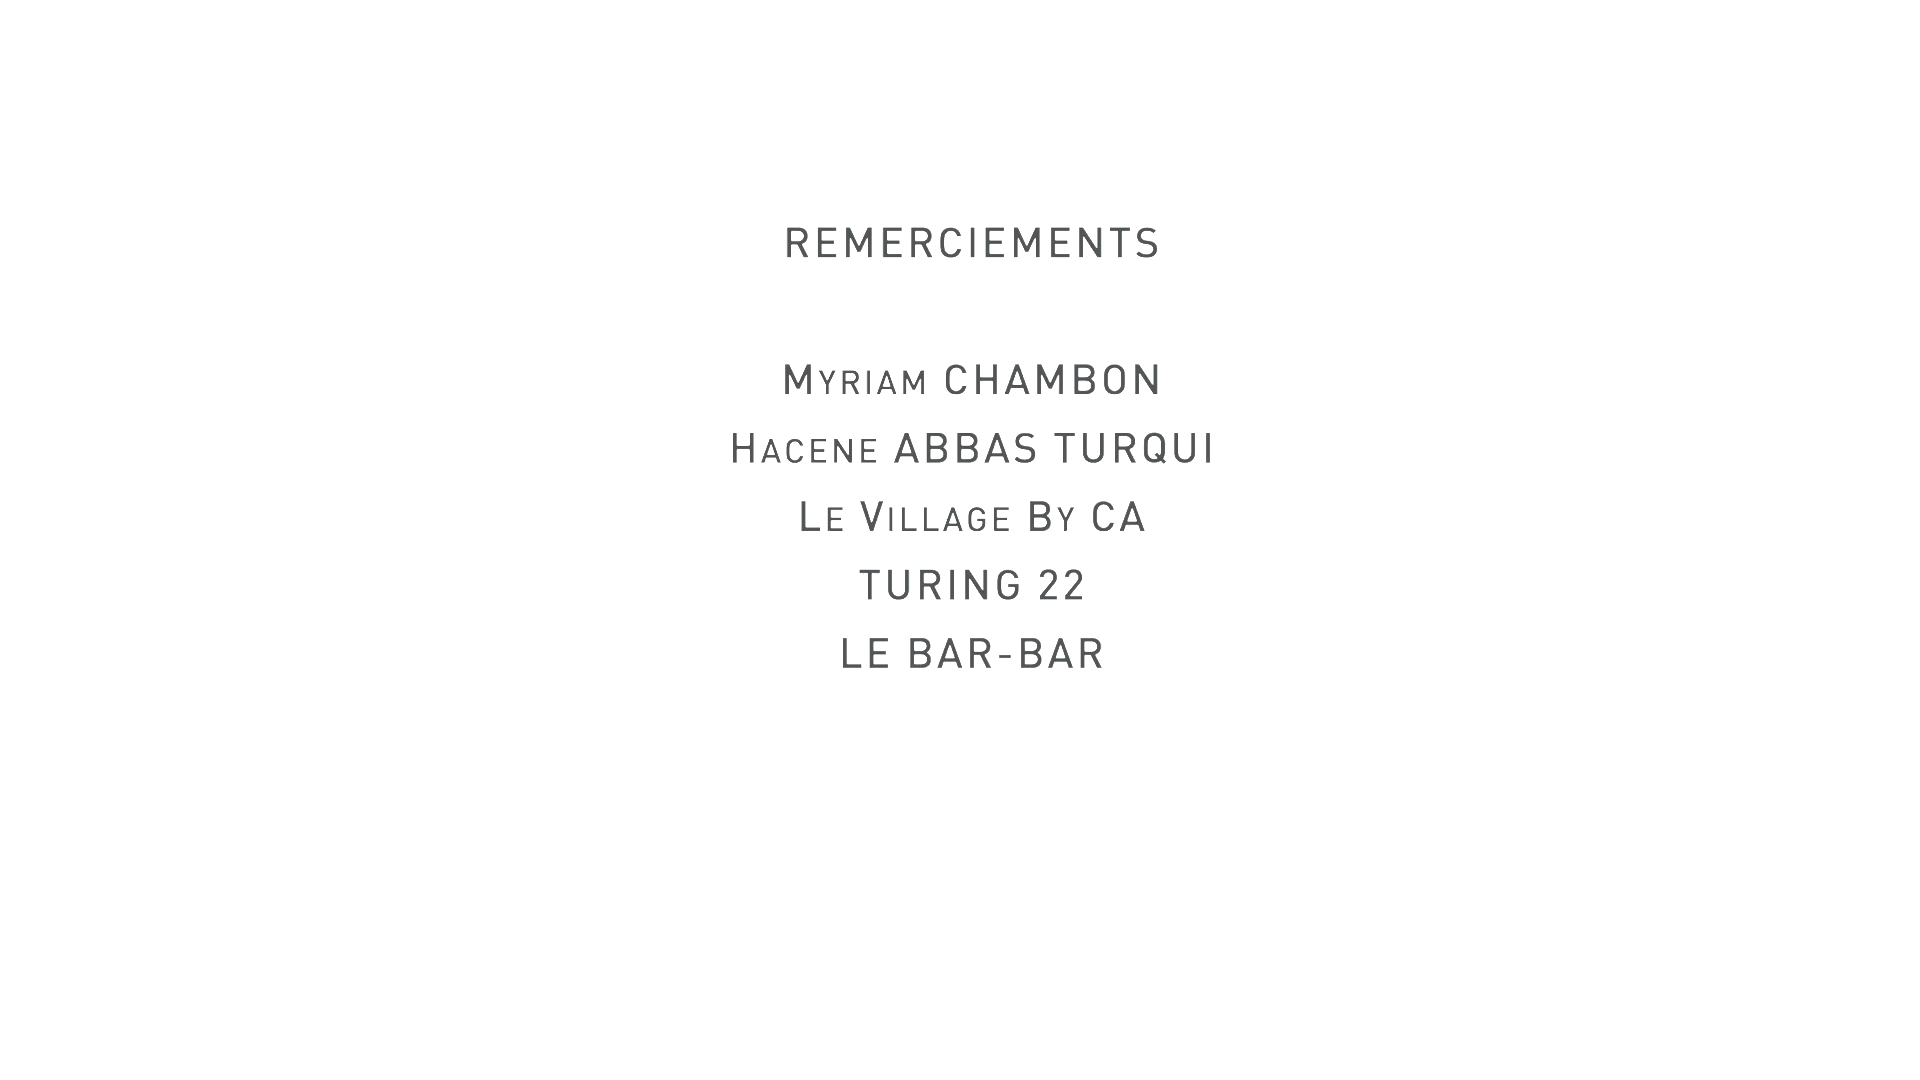 REMERCIEMENTS
Myriam CHAMBON
Hacene ABBAS TURQUI
Le Village By CA
TURING 22
LE BAR-BAR